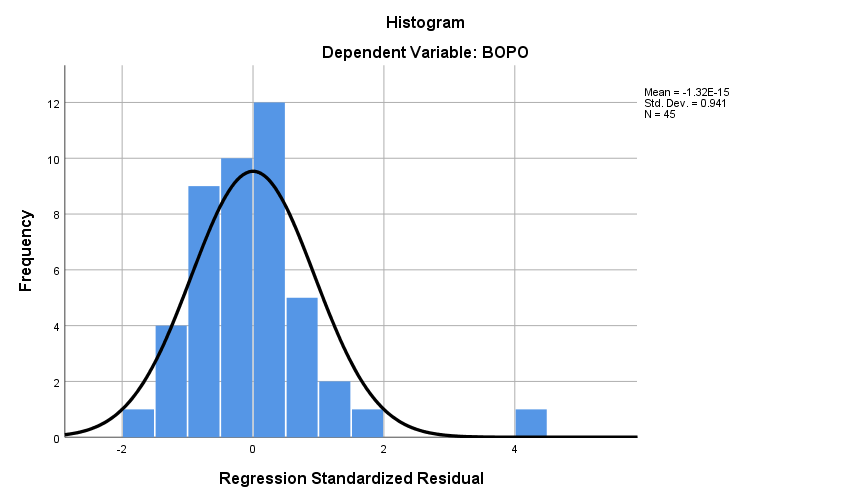 Histogram
Dependent Variable: BOPO
Mean = -1.32E-15
Std. Dev. = 0.941
N = 45
Frequency
12
10
8
6
4
2
0
-2
0
2
4
Regression Standardized Residual